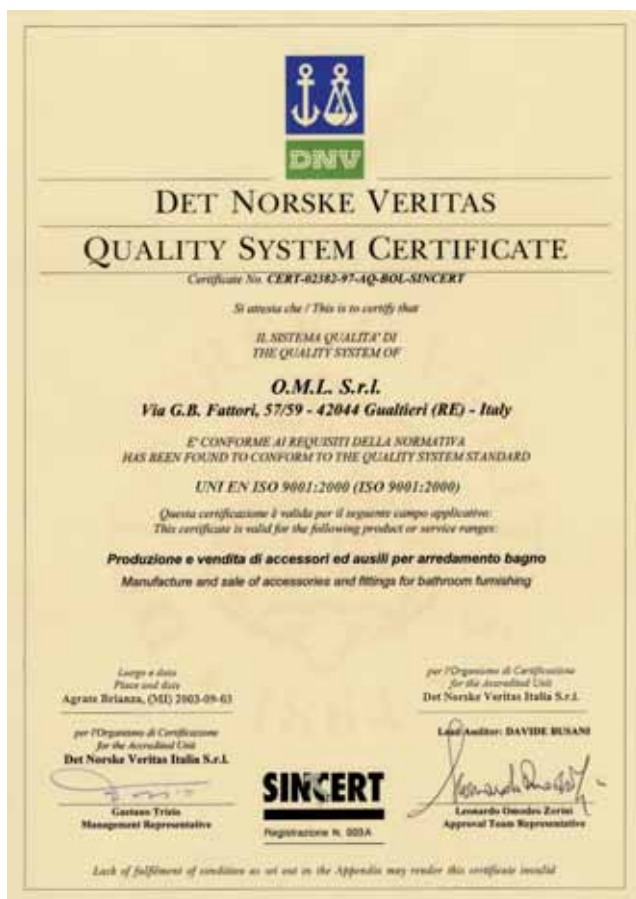 DNV
DET NORSKE VERITAS
QUALITY SYSTEM CERTIFICATE
Certificate No. CERT-02382-97-AQ-BOL-SINCERT
Si attesta che / This is to certify that
IL SISTEMA QUALITA' DI
THE QUALITY SYSTEM OF
O.M.L. S.r.l.
Via G.B. Fattori, 57/59 - 42044 Gualtieri (RE) - Italy
E' CONFORME AI REQUISITI DELLA NORMATIVA
HAS BEEN FOUND TO CONFORM TO THE QUALITY SYSTEM STANDARD
UNI EN ISO 9001:2000 (ISO 9001:2000)
Questa certificazione è valida per il seguente campo applicativo:
This certificate is valid for the following product or service ranges:
Produzione e vendita di accessori ed ausili per arredamento bagno
Manufacture and sale of accessories and fittings for bathroom furnishing
Luogo e data
Place and date
Agrate Brianza, (MI) 2003-09-03
per l'Organismo di Certificazione
for the Accredited Unit
Det Norske Veritas Italia S.r.l.
Gaetano Trizio
Management Representative
SINCERT
Registrazione N. 003A
per l'Organismo di Certificazione
for the Accredited Unit
Det Norske Veritas Italia S.r.l.
Lead Auditor: DAVIDE BUSANI
Leonardo Omodeo Zorini
Approval Team Representative
Lack of fulfilment of condition as set out in the Appendix may render this certificate invalid